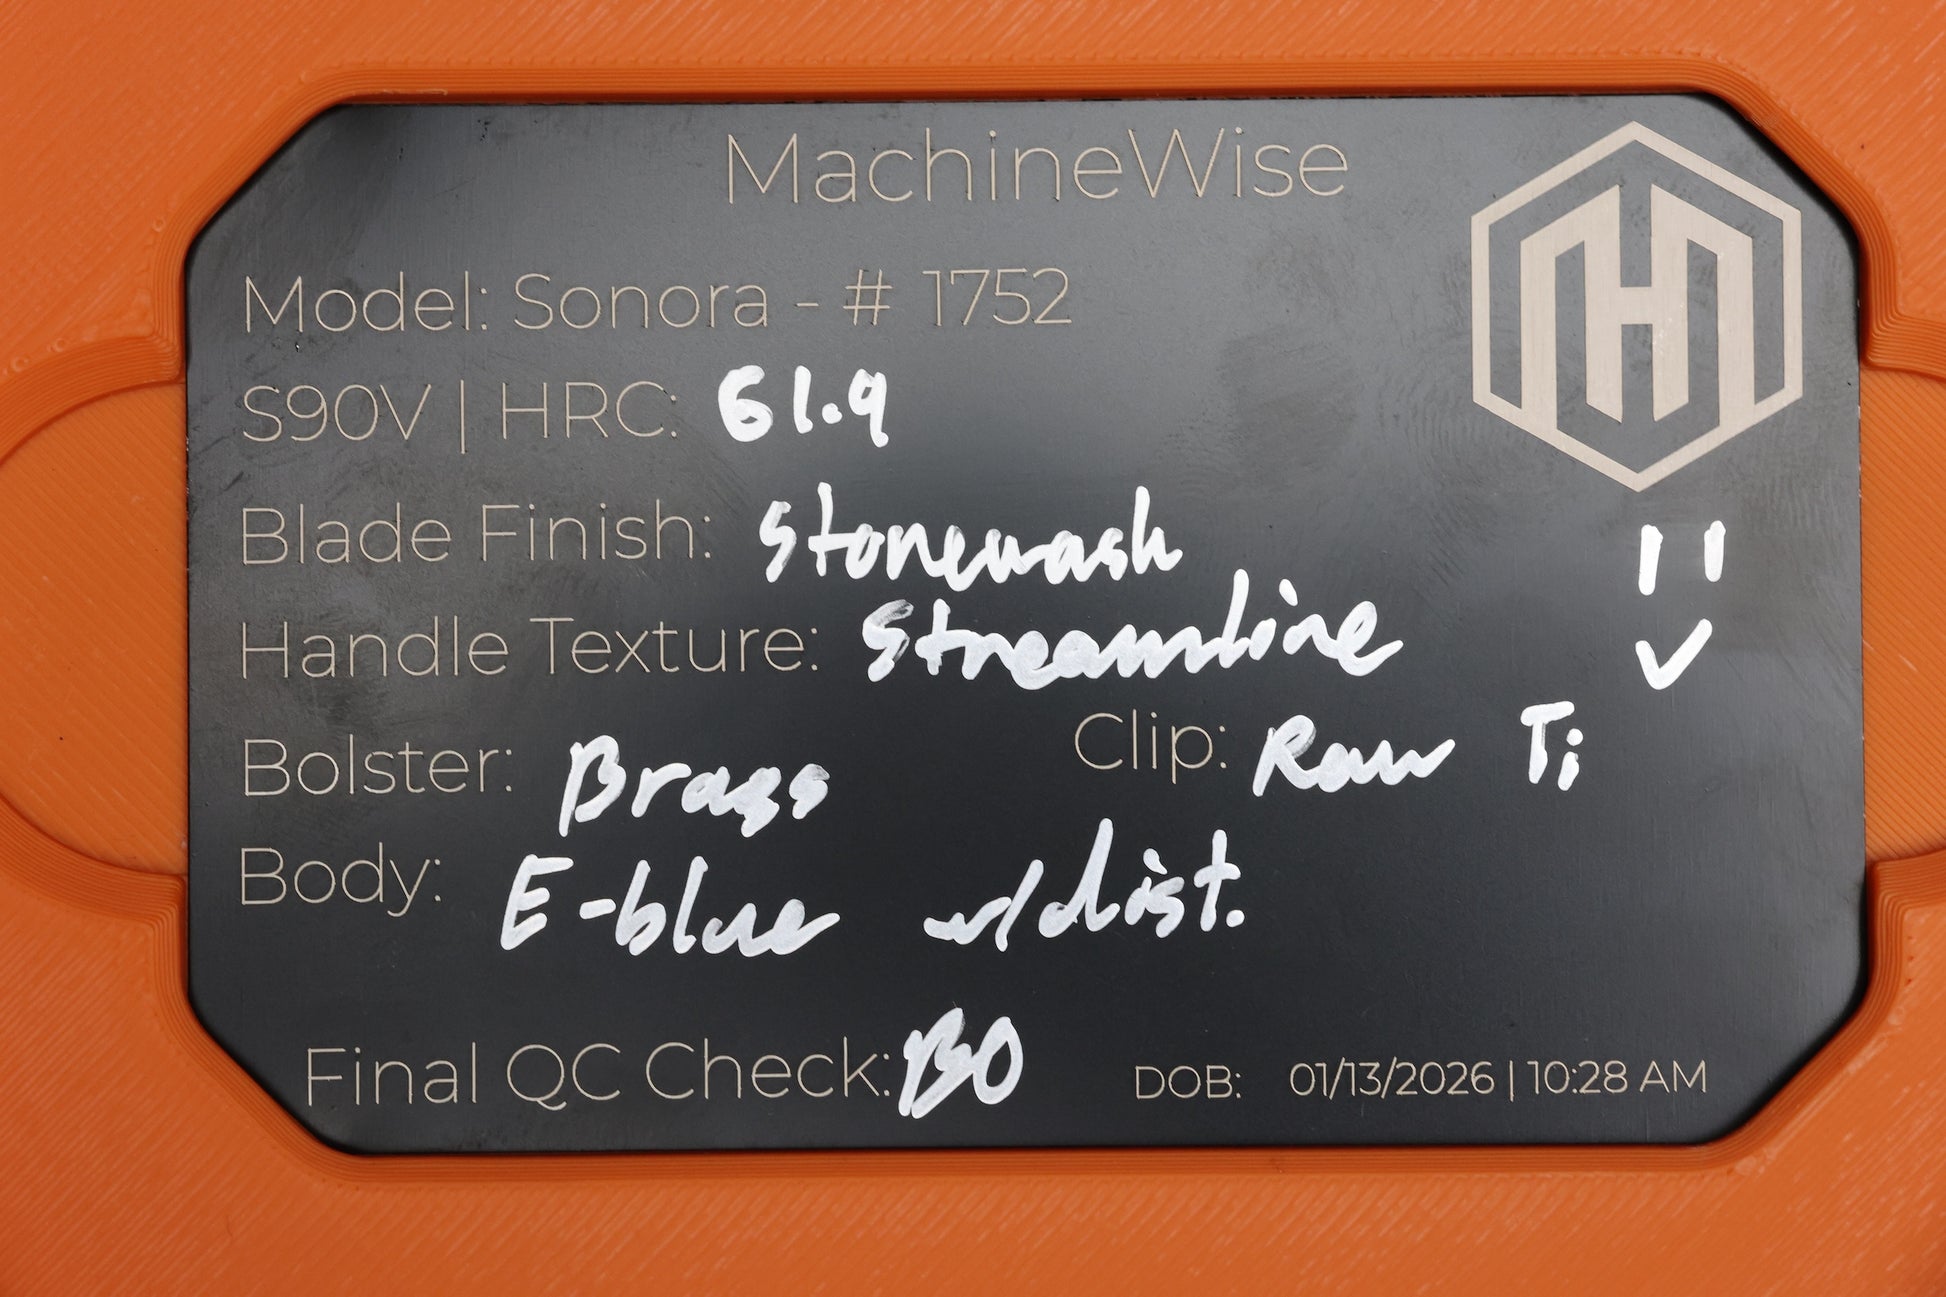 MachineWise
Model: Sonora - # 1752
S90V | HRC: 61.9
Blade Finish: Stonewash
Handle Texture: Streamline
Bolster: Brass Clip: Raw Ti
Body: E-blue w/dist.
Final QC Check: BO DOB: 01/13/2026 | 10:28 AM